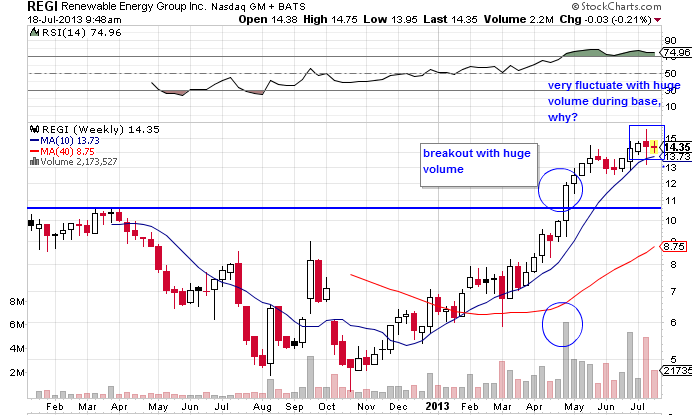 REGI Renewable Energy Group Inc. Nasdaq GM + BATS © StockCharts.com
18-Jul-2013 9:48am Open 14.38 High 14.75 Low 13.95 Last 14.35 Volume 2.2M Chg -0.03 (-0.21%)
RSI(14) 74.96
90
74.96
50
30
10
very fluctuate with huge
volume during base,
why?
REGI (Weekly) 14.35
MA(10) 13.73
MA(40) 8.75
Volume 2,173,527
breakout with huge
volume
15
14.35
13.73
13
12
11
10
9
8.75
8
7
6
5
8M
6M
4M
2M
21735
Feb Mar Apr May Jun Jul Aug Sep Oct Nov Dec 2013 Feb Mar Apr May Jun Jul